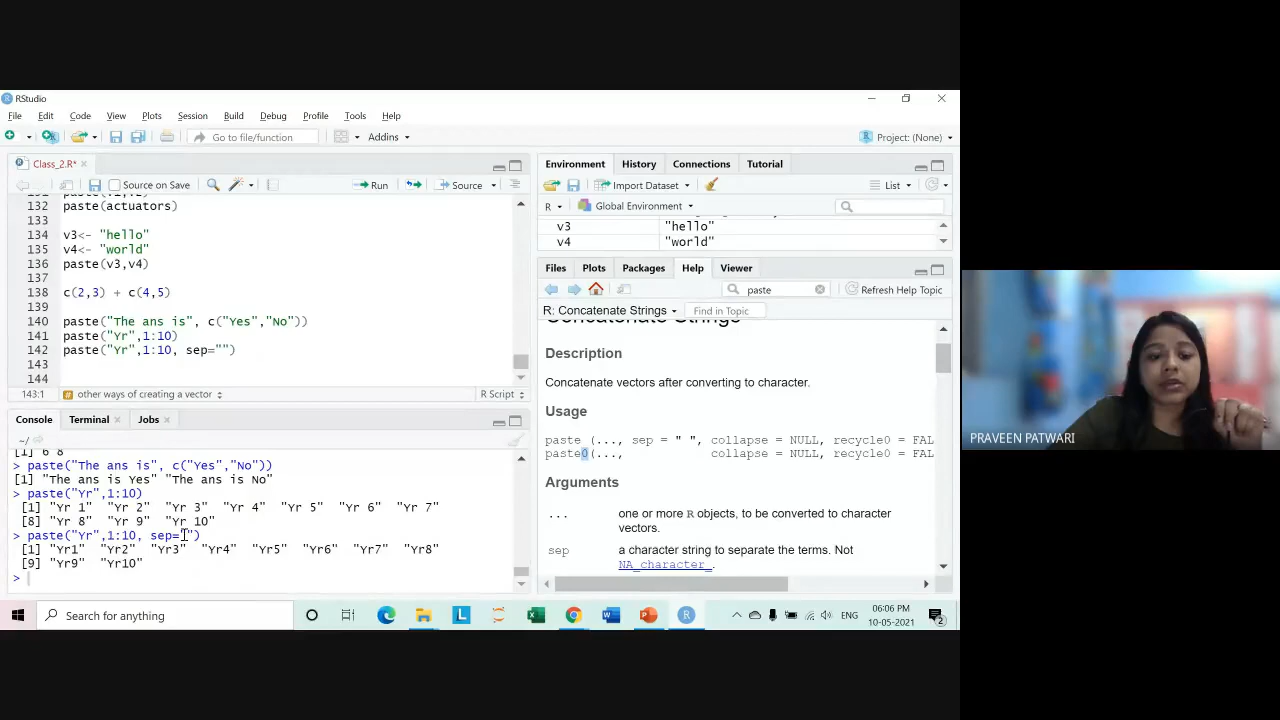 RStudio
File Edit Code View Plots Session Build Debug Profile Tools Help
Go to file/function
Addins
Project: (None)
Class_2.R*
Source on Save
Run
Source
132 paste(actuators)
133
134 v3<- "hello"
135 v4<- "world"
136 paste(v3,v4)
137
138 c(2,3) + c(4,5)
139
140 paste("The ans is", c("Yes","No"))
141 paste("Yr",1:10)
142 paste("Yr",1:10, sep="")
143
144
143:1
other ways of creating a vector
R Script
Console Terminal Jobs
~/
[1] 6 8
> paste("The ans is", c("Yes","No"))
[1] "The ans is Yes" "The ans is No"
> paste("Yr",1:10)
[1] "Yr 1" "Yr 2" "Yr 3" "Yr 4" "Yr 5" "Yr 6" "Yr 7"
[8] "Yr 8" "Yr 9" "Yr 10"
> paste("Yr",1:10, sep="")
[1] "Yr1" "Yr2" "Yr3" "Yr4" "Yr5" "Yr6" "Yr7" "Yr8"
[9] "Yr9" "Yr10"
>
Environment History Connections Tutorial
Import Dataset
List
R
Global Environment
v3 "hello"
v4 "world"
Files Plots Packages Help Viewer
paste
Refresh Help Topic
R: Concatenate Strings
Find in Topic
Concatenate Strings
Description
Concatenate vectors after converting to character.
Usage
paste (..., sep = " ", collapse = NULL, recycle0 = FAL
paste0(..., collapse = NULL, recycle0 = FAL
Arguments
... one or more R objects, to be converted to character
vectors.
sep a character string to separate the terms. Not
NA_character_.
Search for anything
ENG
06:06 PM
10-05-2021
2
PRAVEEN PATWARI